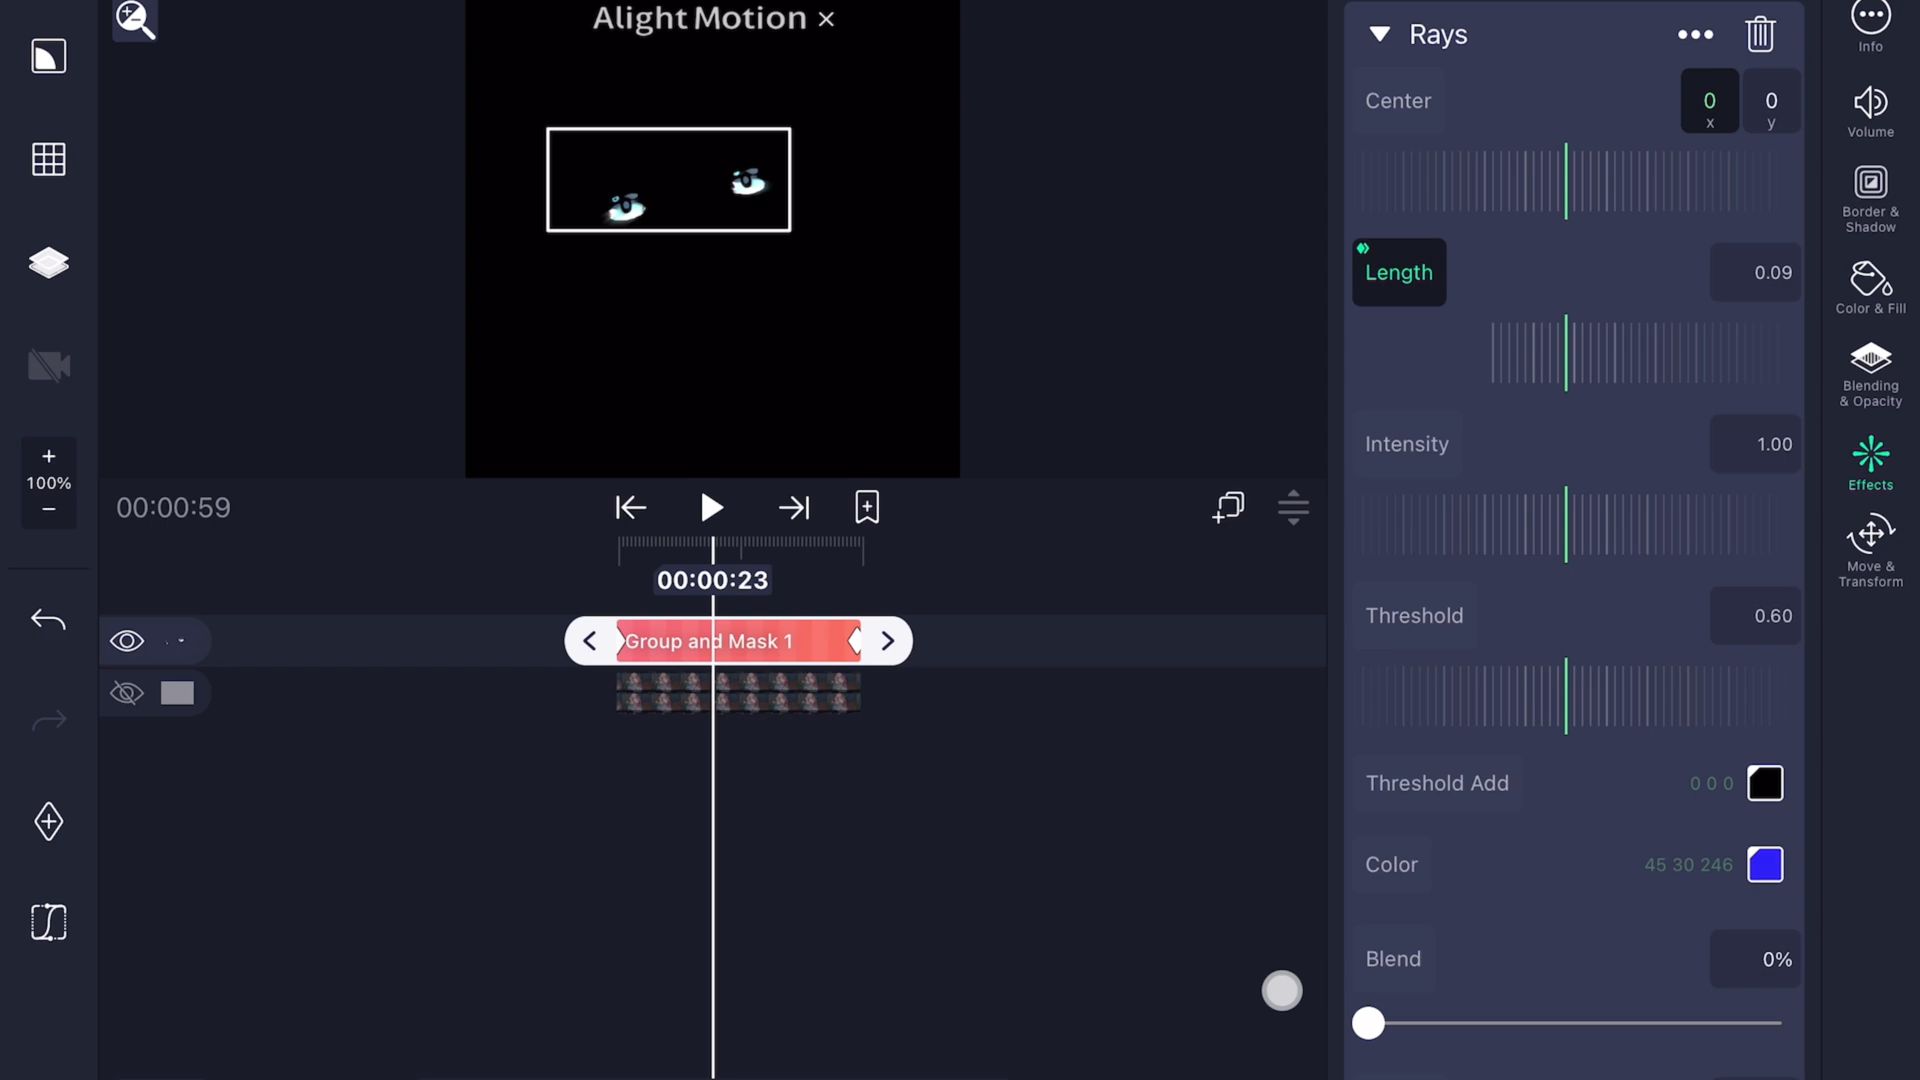 Alight Motion ×
Rays
Info
Center
0
x
0
y
Volume
Border &
Shadow
Length
0.09
Color & Fill
Blending
& Opacity
Intensity
1.00
+
100%
−
Effects
00:00:59
Move &
Transform
00:00:23
Threshold
0.60
Group and Mask 1
Threshold Add
0 0 0
Color
45 30 246
Blend
0%